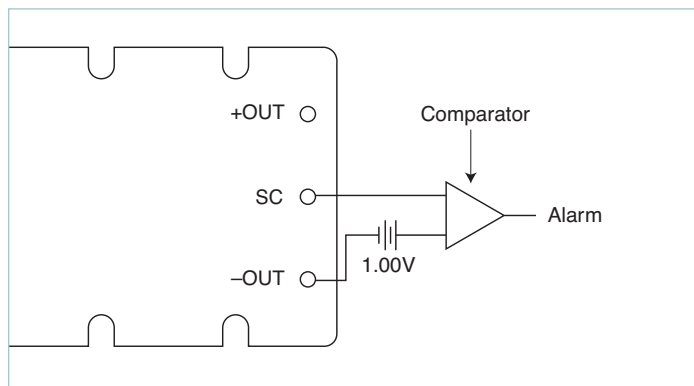 +OUT
Comparator
SC
Alarm
–OUT
1.00V